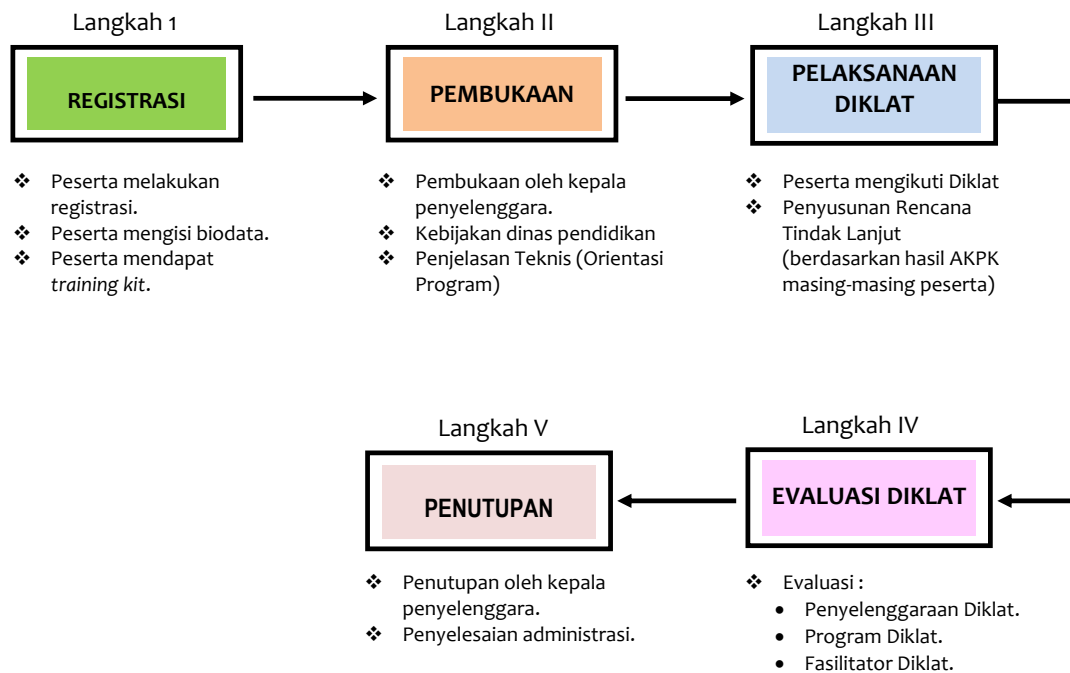 Langkah 1
REGISTRASI
❖ Peserta melakukan
registrasi.
❖ Peserta mengisi biodata.
❖ Peserta mendapat
training kit.
Langkah II
PEMBUKAAN
❖ Pembukaan oleh kepala
penyelenggara.
❖ Kebijakan dinas pendidikan
❖ Penjelasan Teknis (Orientasi
Program)
Langkah III
PELAKSANAAN
DIKLAT
❖ Peserta mengikuti Diklat
❖ Penyusunan Rencana
Tindak Lanjut
(berdasarkan hasil AKPK
masing-masing peserta)
Langkah IV
EVALUASI DIKLAT
❖ Evaluasi :
• Penyelenggaraan Diklat.
• Program Diklat.
• Fasilitator Diklat.
Langkah V
PENUTUPAN
❖ Penutupan oleh kepala
penyelenggara.
❖ Penyelesaian administrasi.